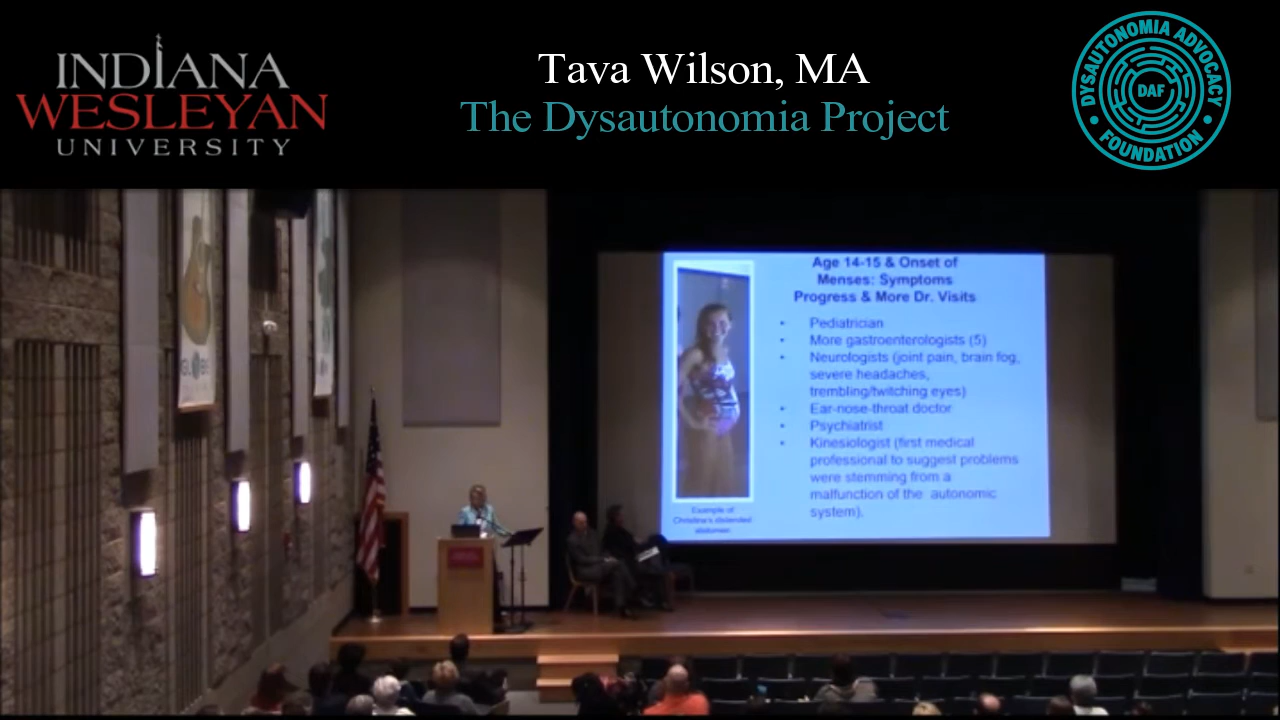 INDIANA
WESLEYAN
UNIVERSITY
Tava Wilson, MA
The Dysautonomia Project
DYSAUTONOMIA ADVOCACY
DAF
• FOUNDATION •
Age 14-15 & Onset of
Menses: Symptoms
Progress & More Dr. Visits
• Pediatrician
• More gastroenterologists (5)
• Neurologists (joint pain, brain fog,
severe headaches,
trembling/twitching eyes)
• Ear-nose-throat doctor
• Psychiatrist
• Kinesiologist (first medical
professional to suggest problems
were stemming from a
malfunction of the autonomic
system).
Example of
Christina's distended
abdomen